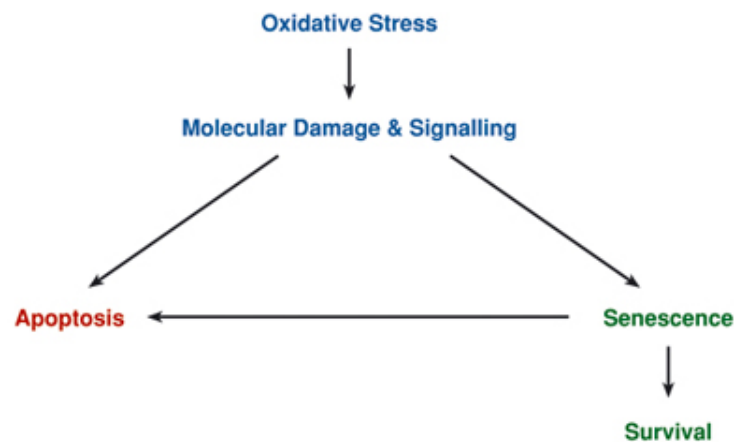 Oxidative Stress
Molecular Damage & Signalling
Apoptosis
Senescence
Survival